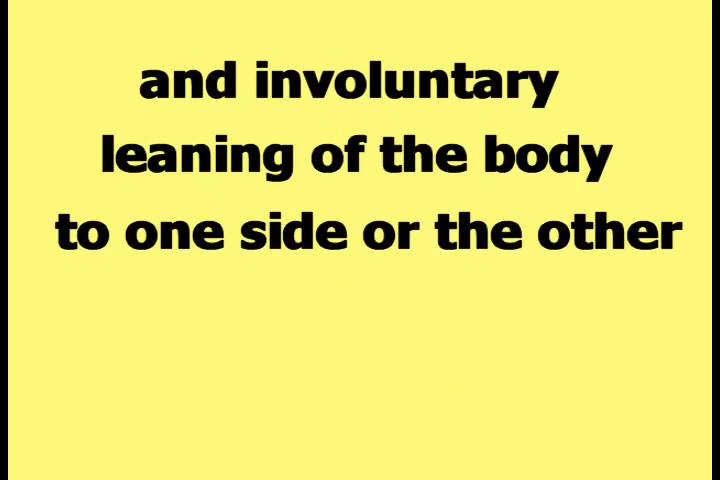 and involuntary
leaning of the body
to one side or the other